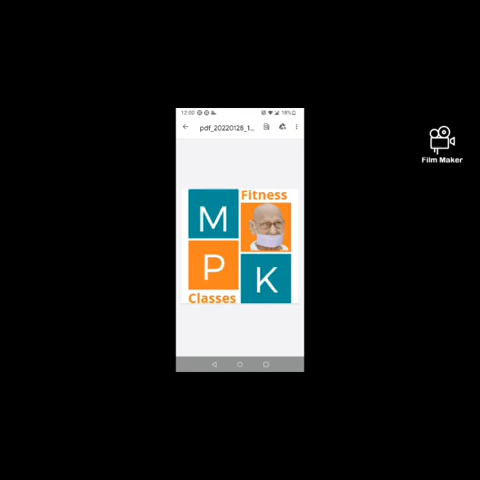 12:00
18%
pdf_20220128_1...
Fitness
M
P
K
Classes
Film Maker